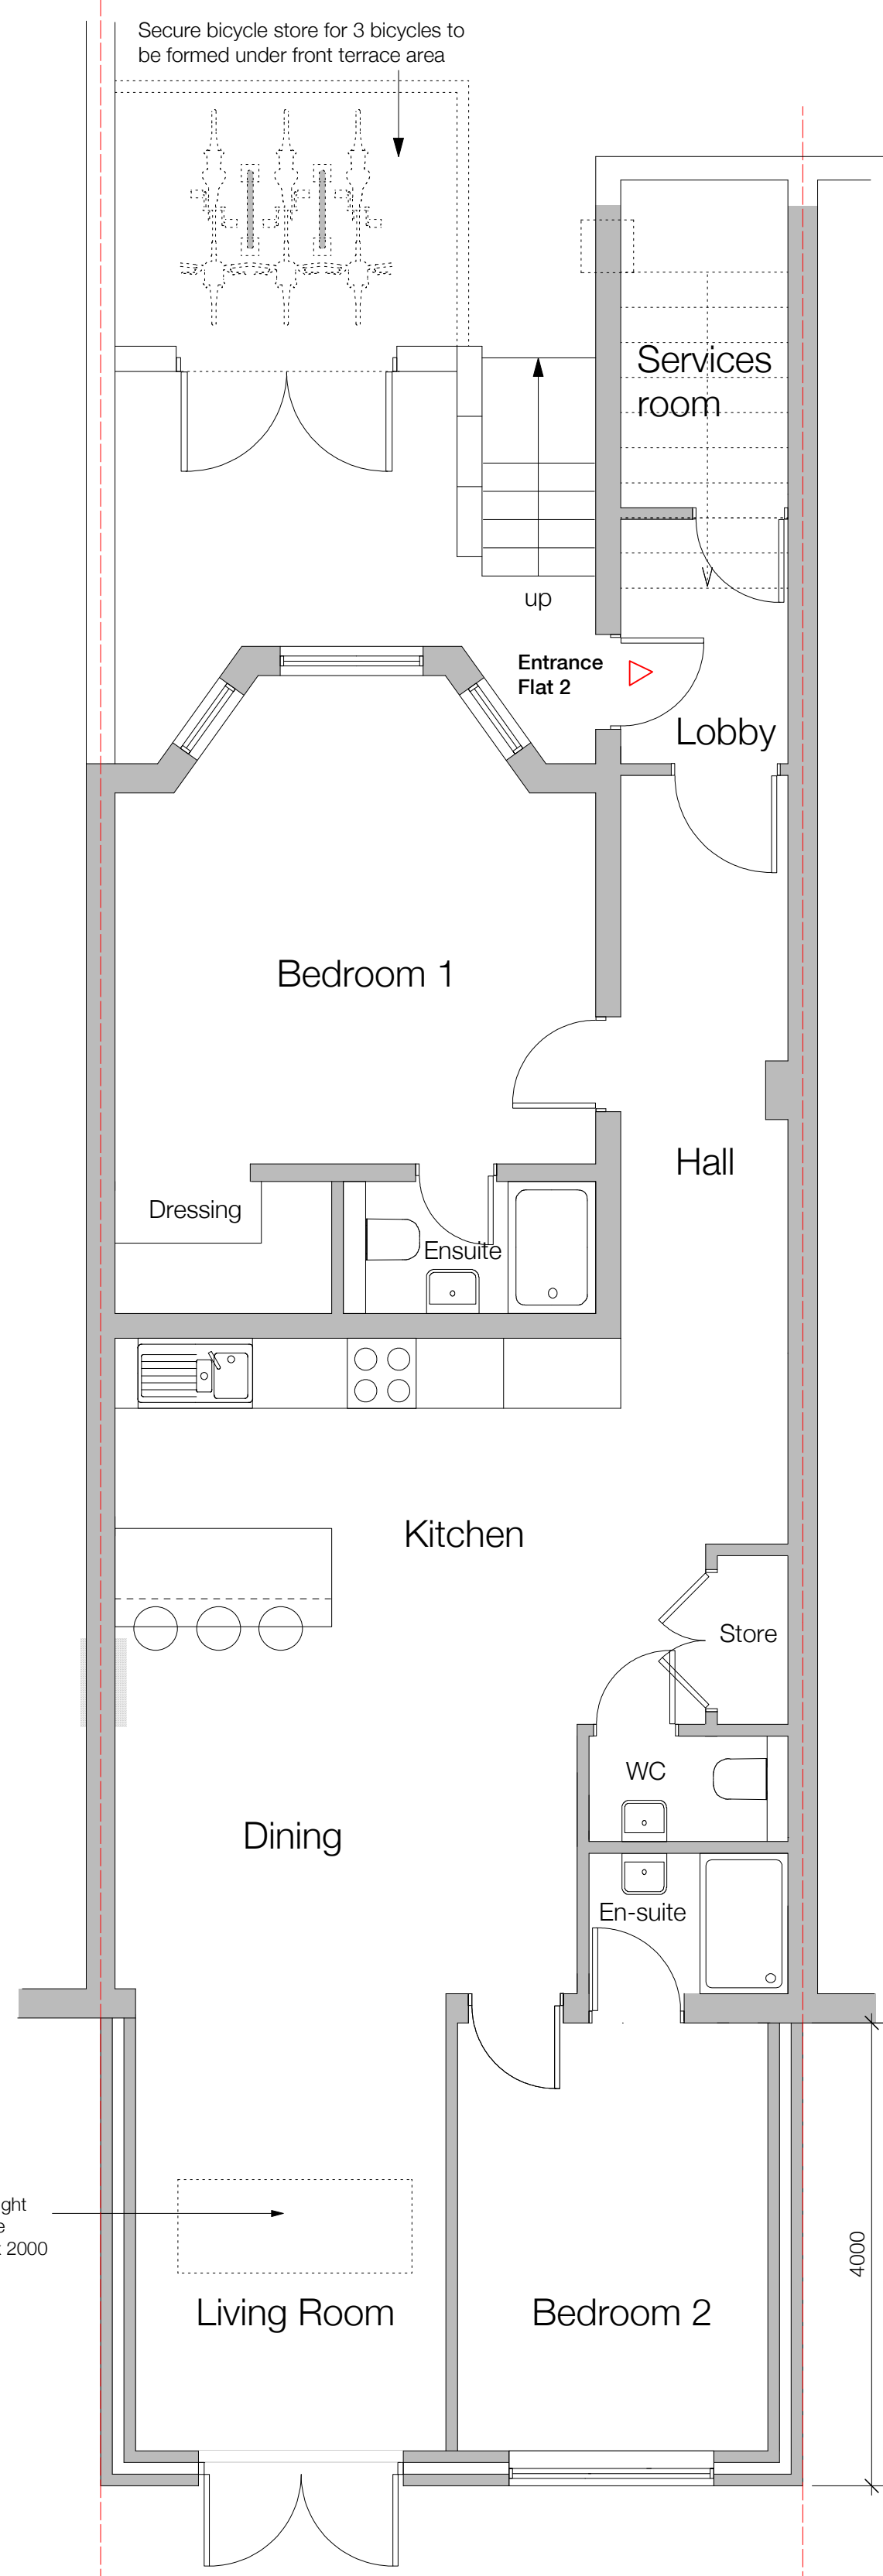 Secure bicycle store for 3 bicycles to
be formed under front terrace area
Services
room
up
Entrance
Flat 2
Lobby
Bedroom 1
Hall
Dressing
Ensuite
Kitchen
Store
WC
Dining
En-suite
2000
4000
Living Room
Bedroom 2